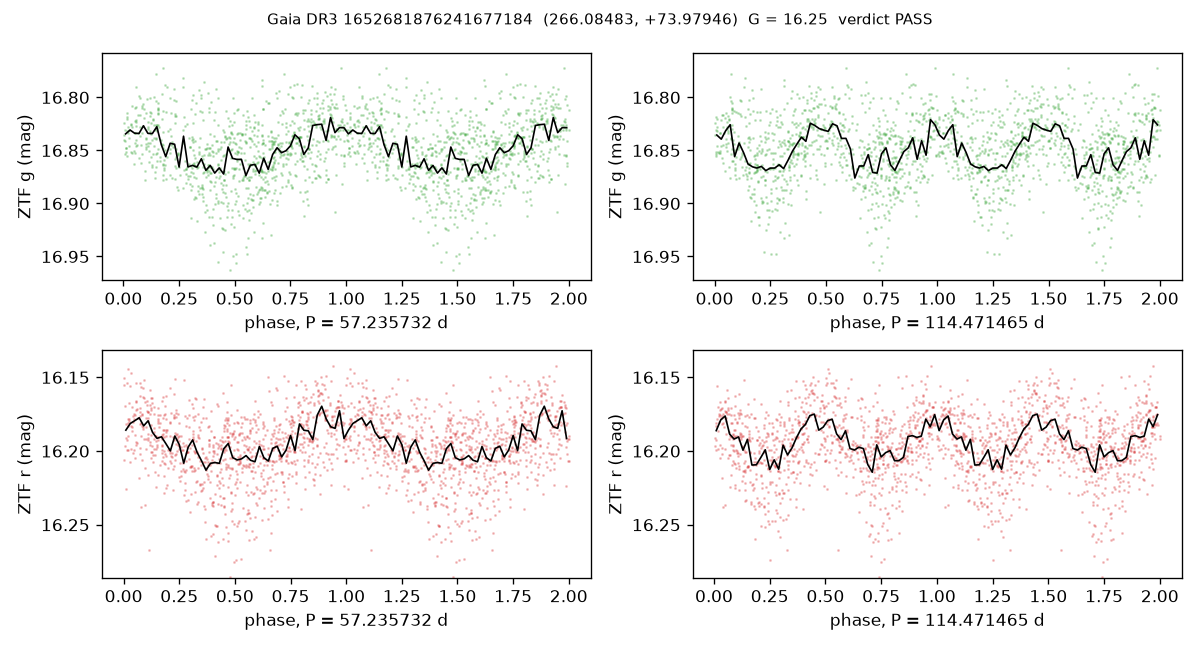 Gaia DR3 1652681876241677184 (266.08483, +73.97946) G = 16.25 verdict PASS
ZTF g (mag)
16.80
16.85
16.90
16.95
0.00 0.25 0.50 0.75 1.00 1.25 1.50 1.75 2.00
phase, P = 57.235732 d
ZTF g (mag)
16.80
16.85
16.90
16.95
0.00 0.25 0.50 0.75 1.00 1.25 1.50 1.75 2.00
phase, P = 114.471465 d
ZTF r (mag)
16.15
16.20
16.25
0.00 0.25 0.50 0.75 1.00 1.25 1.50 1.75 2.00
phase, P = 57.235732 d
ZTF r (mag)
16.15
16.20
16.25
0.00 0.25 0.50 0.75 1.00 1.25 1.50 1.75 2.00
phase, P = 114.471465 d